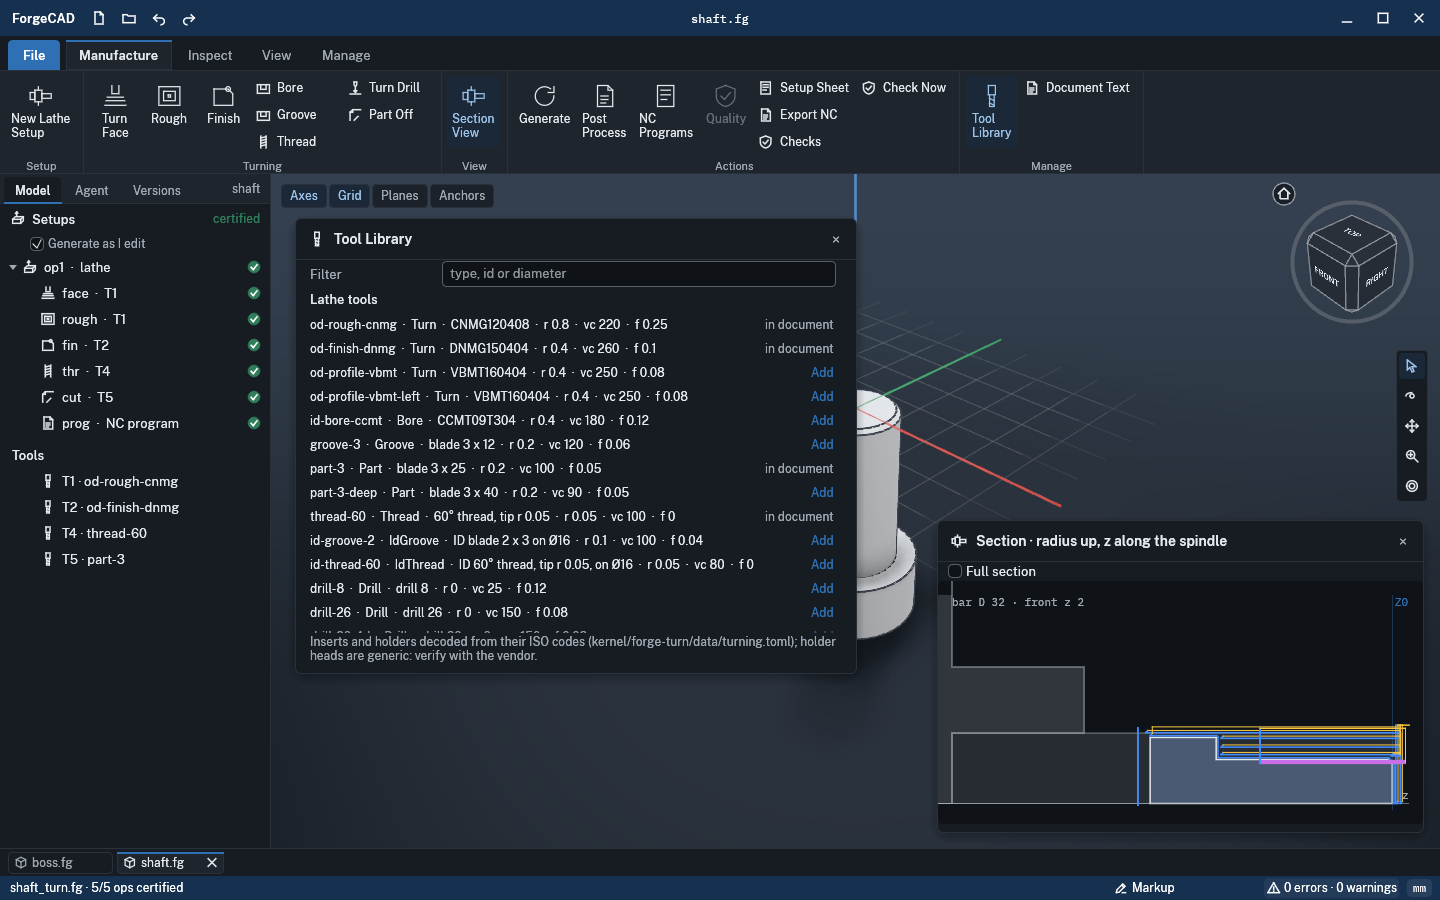 ForgeCAD
shaft.fg
File
Manufacture
Inspect
View
Manage
New Lathe Setup
Turn Face
Rough
Finish
Bore
Groove
Thread
Turn Drill
Part Off
Section View
Generate
Post Process
NC Programs
Quality
Setup Sheet
Export NC
Checks
Check Now
Tool Library
Document Text
Setup
Turning
View
Actions
Manage
Model
Agent
Versions
shaft
Setups
certified
Generate as I edit
op1 · lathe
face · T1
rough · T1
fin · T2
thr · T4
cut · T5
prog · NC program
Tools
T1 · od-rough-cnmg
T2 · od-finish-dnmg
T4 · thread-60
T5 · part-3
Axes
Grid
Planes
Anchors
Tool Library
Filter
type, id or diameter
Lathe tools
od-rough-cnmg · Turn · CNMG120408 · r 0.8 · vc 220 · f 0.25 in document
od-finish-dnmg · Turn · DNMG150404 · r 0.4 · vc 260 · f 0.1 in document
od-profile-vbmt · Turn · VBMT160404 · r 0.4 · vc 250 · f 0.08 Add
od-profile-vbmt-left · Turn · VBMT160404 · r 0.4 · vc 250 · f 0.08 Add
id-bore-ccmt · Bore · CCMT09T304 · r 0.4 · vc 180 · f 0.12 Add
groove-3 · Groove · blade 3 x 12 · r 0.2 · vc 120 · f 0.06 Add
part-3 · Part · blade 3 x 25 · r 0.2 · vc 100 · f 0.05 in document
part-3-deep · Part · blade 3 x 40 · r 0.2 · vc 90 · f 0.05 Add
thread-60 · Thread · 60° thread, tip r 0.05 · r 0.05 · vc 100 · f 0 in document
id-groove-2 · IdGroove · ID blade 2 x 3 on Ø16 · r 0.1 · vc 100 · f 0.04 Add
id-thread-60 · IdThread · ID 60° thread, tip r 0.05, on Ø16 · r 0.05 · vc 80 · f 0 Add
drill-8 · Drill · drill 8 · r 0 · vc 25 · f 0.12 Add
drill-26 · Drill · drill 26 · r 0 · vc 150 · f 0.08 Add
Inserts and holders decoded from their ISO codes (kernel/forge-turn/data/turning.toml); holder
heads are generic: verify with the vendor.
TOP
FRONT
RIGHT
Section · radius up, z along the spindle
Full section
bar D 32 · front z 2
Z0
Z
boss.fg
shaft.fg
shaft_turn.fg · 5/5 ops certified
Markup
0 errors · 0 warnings
mm